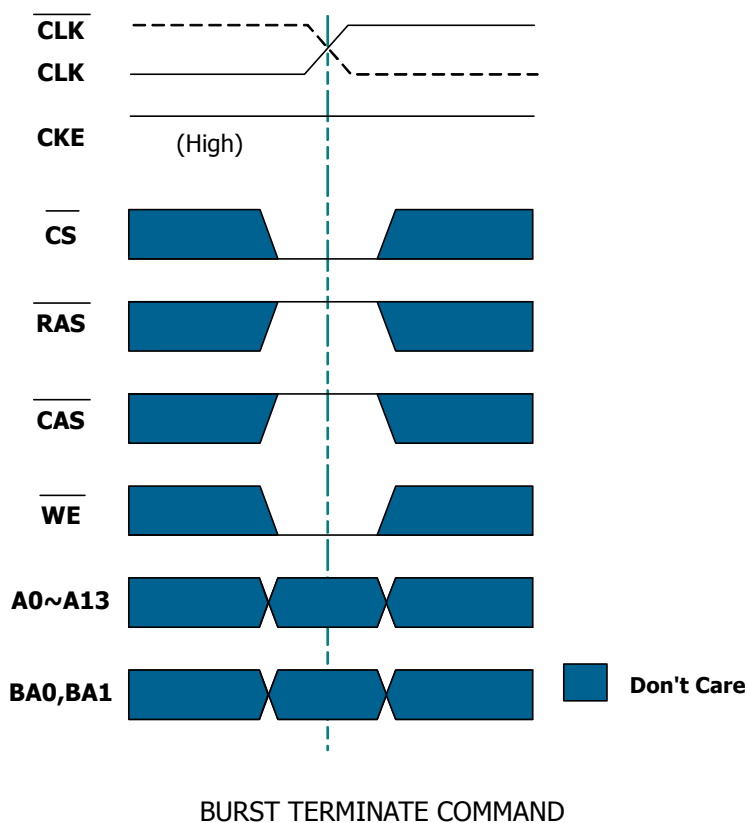 CLK
CLK
CKE
(High)
CS
RAS
CAS
WE
A0~A13
BA0,BA1
Don't Care
BURST TERMINATE COMMAND